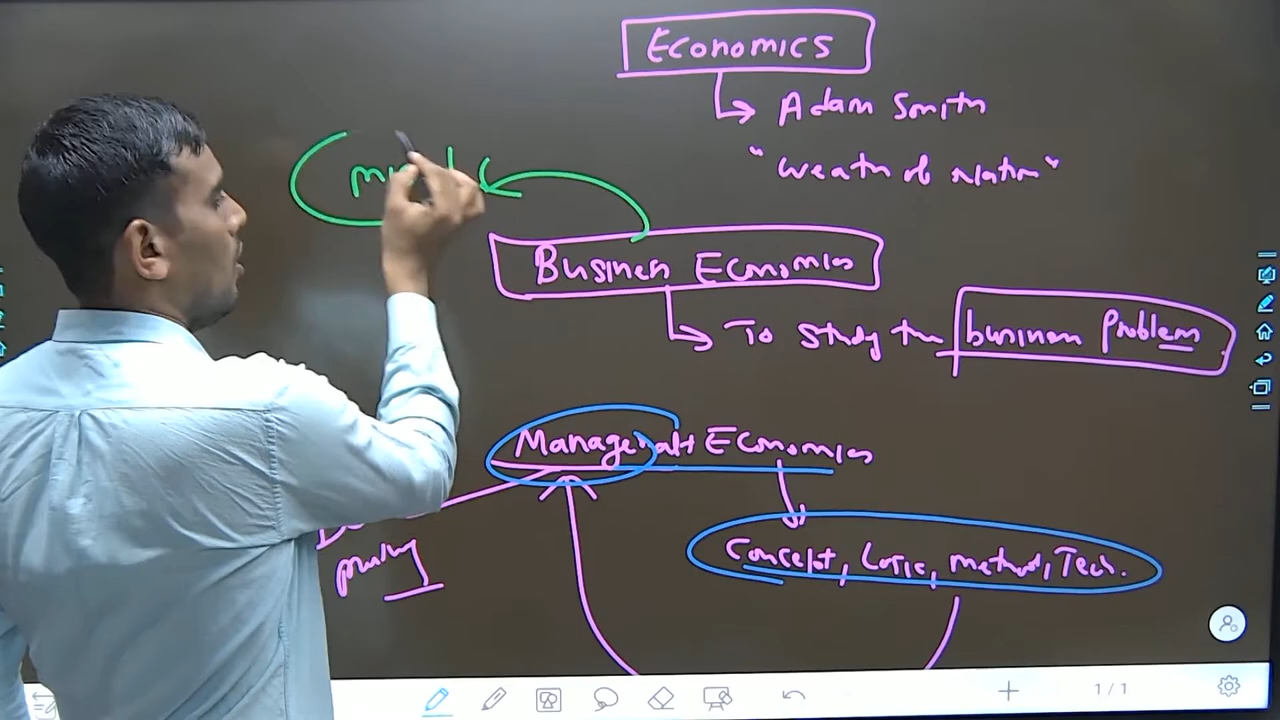 Economics
Adam Smith
"Wealth of Nation"
Business Economics
To Study the business Problem
Managerial Economics
Concept, Logic, method, Tech.
1/1